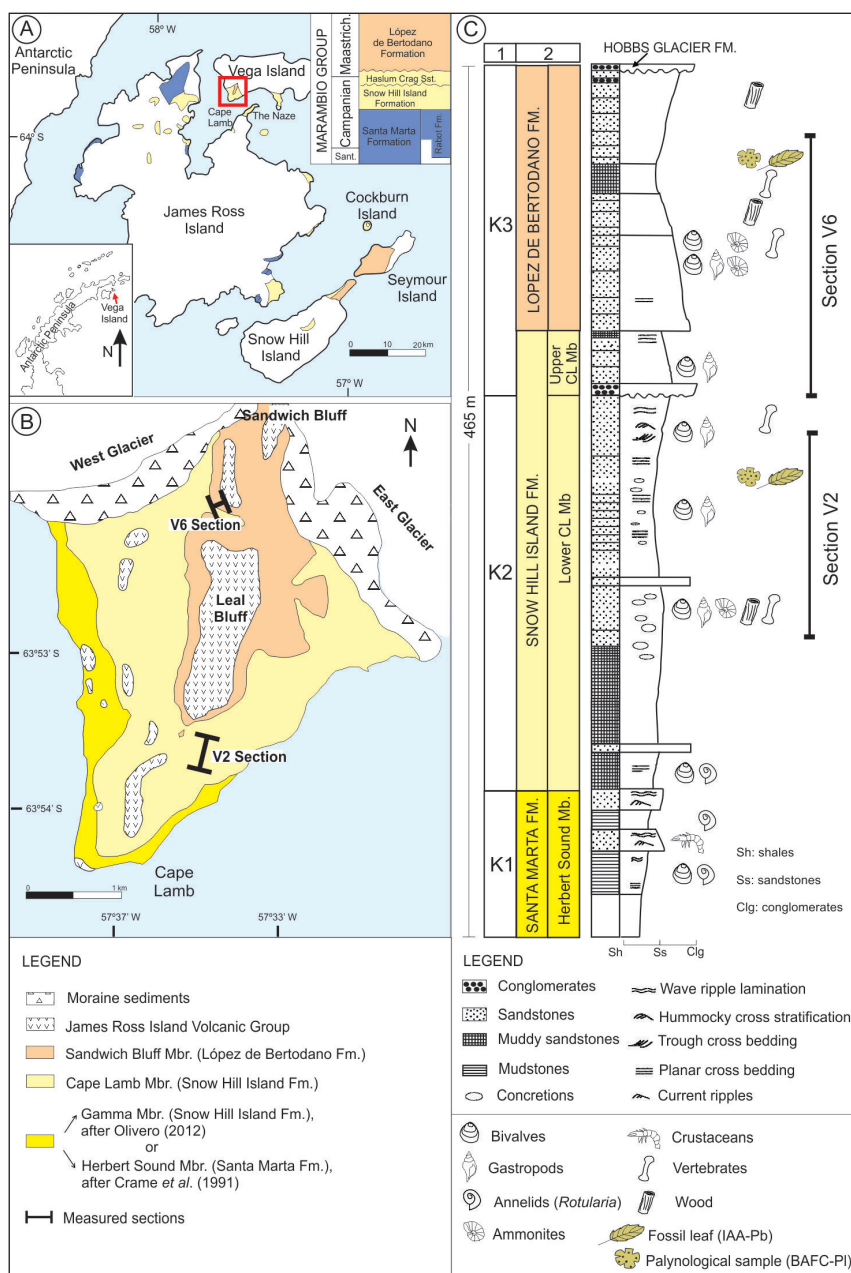 A
58° W
Antarctic
Peninsula
Vega Island
Cape
Lamb
The Naze
64° S
James Ross
Island
Cockburn
Island
Seymour
Island
Snow Hill
Island
0 10 20 km
57° W
Antarctic Peninsula
Vega
Island
N
MARAMBIO GROUP
Maastrich.
Campanian
Sant.
López
de Bertodano
Formation
Haslum Crag Sst.
Snow Hill Island
Formation
Santa Marta
Formation
Rabot Fm.
B
Sandwich Bluff
N
West Glacier
East Glacier
V6 Section
Leal
Bluff
63°53' S
V2 Section
63°54' S
Cape
Lamb
0 1 km
57°37' W
57°33' W
LEGEND
Moraine sediments
James Ross Island Volcanic Group
Sandwich Bluff Mbr. (López de Bertodano Fm.)
Cape Lamb Mbr. (Snow Hill Island Fm.)
Gamma Mbr. (Snow Hill Island Fm.),
after Olivero (2012)
or
Herbert Sound Mbr. (Santa Marta Fm.),
after Crame et al. (1991)
Measured sections
C
1 2
HOBBS GLACIER FM.
465 m
K3
LOPEZ DE BERTODANO FM.
Upper
CL Mb
K2
SNOW HILL ISLAND FM.
Lower CL Mb
K1
SANTA MARTA FM.
Herbert Sound Mb.
Section V6
Section V2
Sh: shales
Ss: sandstones
Clg: conglomerates
Sh Ss Clg
LEGEND
Conglomerates
Sandstones
Muddy sandstones
Mudstones
Concretions
Wave ripple lamination
Hummocky cross stratification
Trough cross bedding
Planar cross bedding
Current ripples
Bivalves
Gastropods
Annelids (Rotularia)
Ammonites
Crustaceans
Vertebrates
Wood
Fossil leaf (IAA-Pb)
Palynological sample (BAFC-Pl)